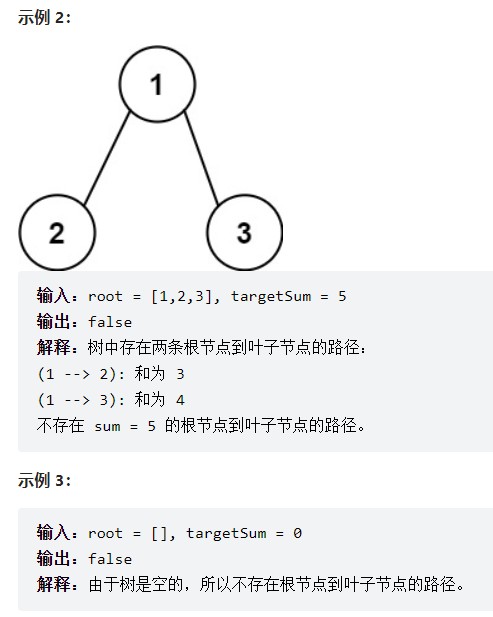 示例 2：
1
2
3
输入：root = [1,2,3], targetSum = 5
输出：false
解释：树中存在两条根节点到叶子节点的路径：
(1 --> 2): 和为 3
(1 --> 3): 和为 4
不存在 sum = 5 的根节点到叶子节点的路径。
示例 3：
输入：root = [], targetSum = 0
输出：false
解释：由于树是空的，所以不存在根节点到叶子节点的路径。